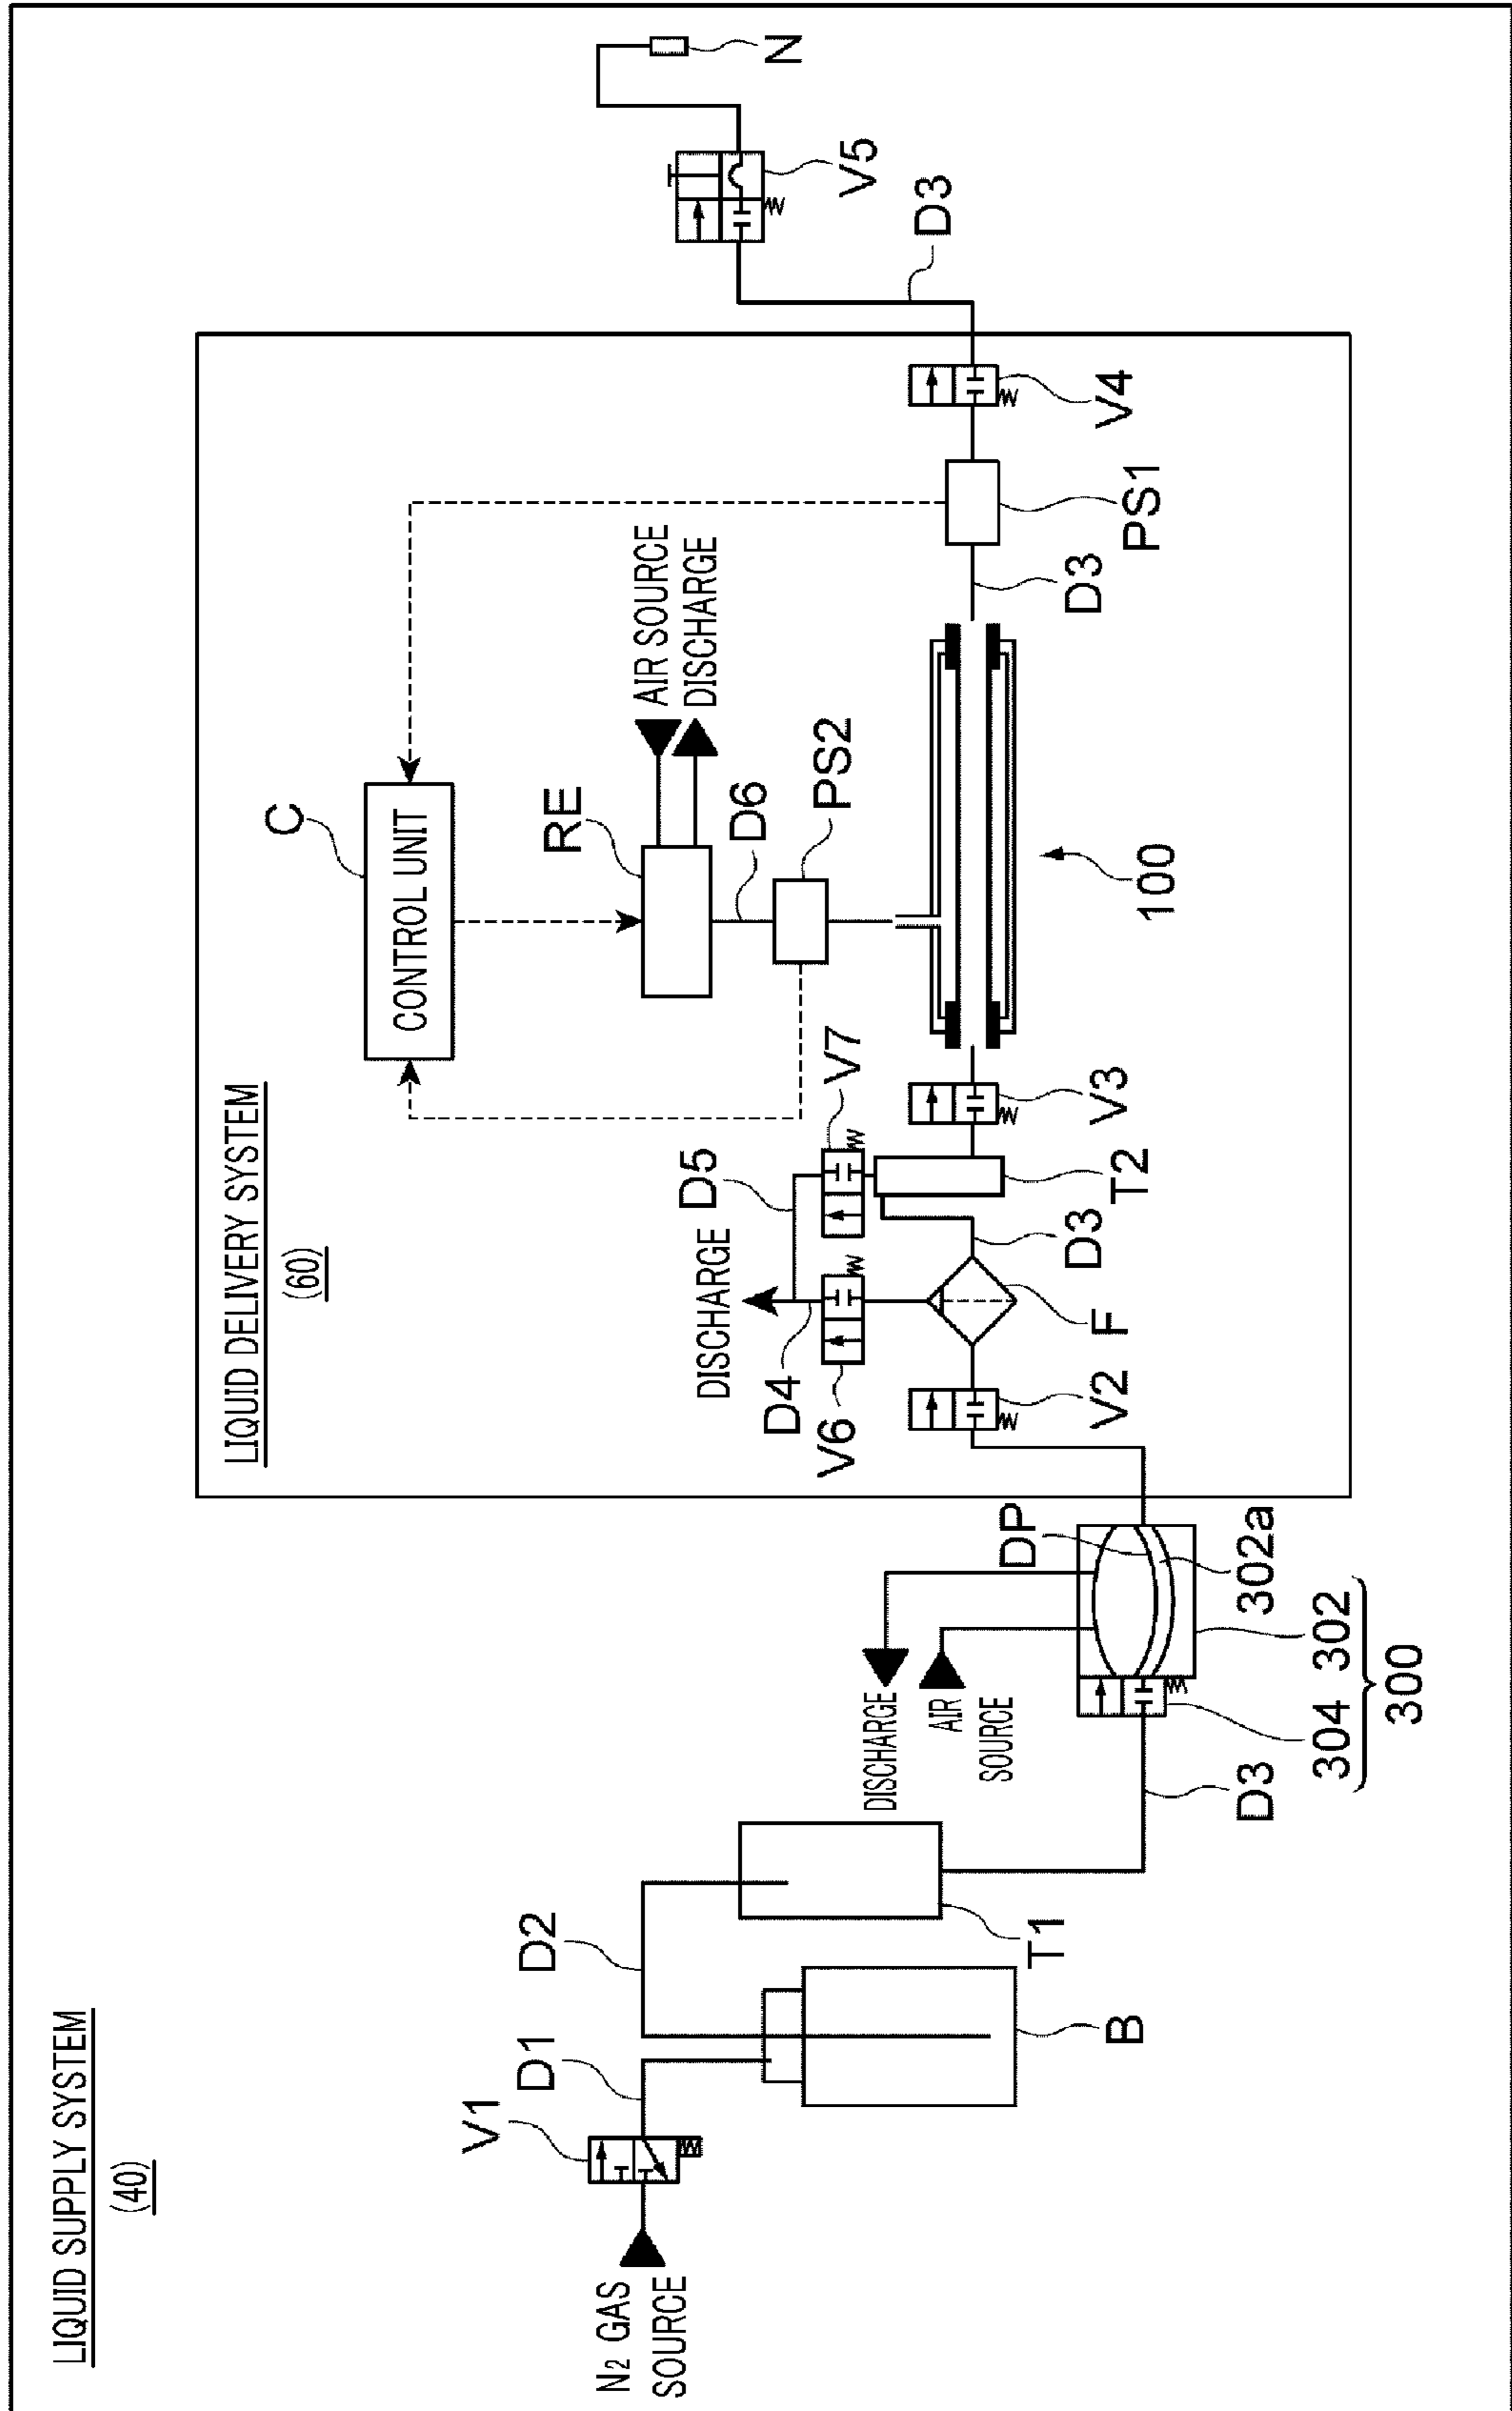 LIQUID SUPPLY SYSTEM
(40)
LIQUID DELIVERY SYSTEM
(60)
C
CONTROL UNIT
RE
AIR SOURCE
DISCHARGE
D6
PS2
N
V5
D3
V4
PS1
D3
100
V7
V3
D5
DISCHARGE
T2
D3
F
D4
V6
V2
DP
302a
302
304
300
DISCHARGE
AIR
SOURCE
D3
D2
T1
D1
B
V1
N₂ GAS
SOURCE